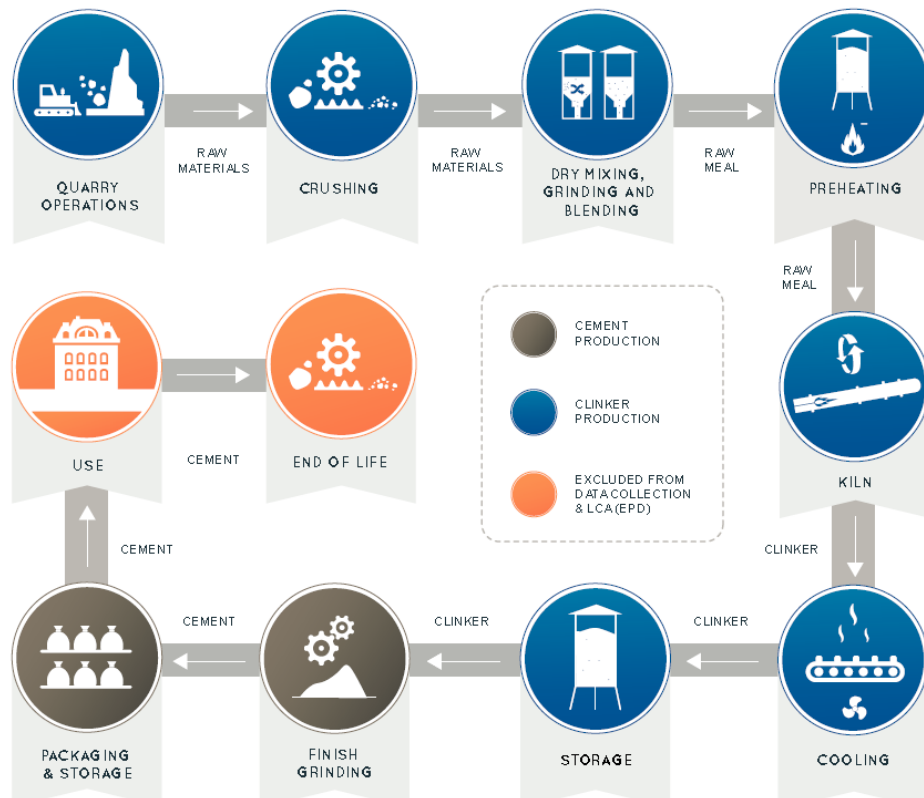 RAW
MATERIALS
RAW
MATERIALS
RAW
MEAL
QUARRY
OPERATIONS
CRUSHING
DRY MIXING,
GRINDING AND
BLENDING
PREHEATING
RAW
MEAL
CEMENT
PRODUCTION
CLINKER
PRODUCTION
EXCLUDED FROM
DATA COLLECTION
& LCA (EPD)
USE
CEMENT
END OF LIFE
KILN
CEMENT
CLINKER
CEMENT
CLINKER
CLINKER
PACKAGING
& STORAGE
FINISH
GRINDING
STORAGE
COOLING